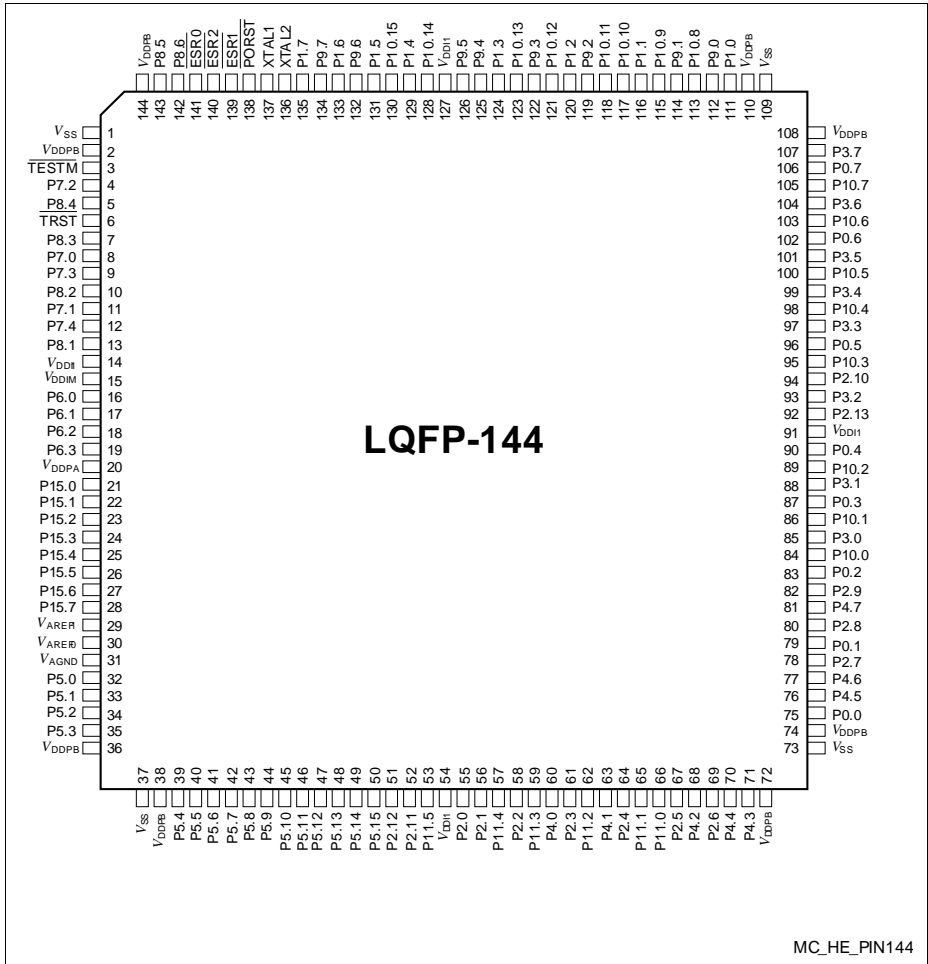 VDDPB P8.5 P8.6 ESR0 ESR2 ESR1 PORST XTAL1 XTAL2 P1.7 P9.7 P1.6 P9.6 P1.5 P10.15 P1.4 P10.14 VDDI1 P9.5 P9.4 P1.3 P10.13 P9.3 P10.12 P1.2 P9.2 P10.11 P10.10 P1.1 P10.9 P9.1 P10.8 P9.0 P1.0 VDDPB VSS
144 143 142 141 140 139 138 137 136 135 134 133 132 131 130 129 128 127 126 125 124 123 122 121 120 119 118 117 116 115 114 113 112 111 110 109
VSS 1
VDDPB 2
TESTM 3
P7.2 4
P8.4 5
TRST 6
P8.3 7
P7.0 8
P7.3 9
P8.2 10
P7.1 11
P7.4 12
P8.1 13
VDDI1 14
VDDIM 15
P6.0 16
P6.1 17
P6.2 18
P6.3 19
VDDPA 20
P15.0 21
P15.1 22
P15.2 23
P15.3 24
P15.4 25
P15.5 26
P15.6 27
P15.7 28
VAREF1 29
VAREF0 30
VAGND 31
P5.0 32
P5.1 33
P5.2 34
P5.3 35
VDDPB 36
LQFP-144
108 VDDPB
107 P3.7
106 P0.7
105 P10.7
104 P3.6
103 P10.6
102 P0.6
101 P3.5
100 P10.5
99 P3.4
98 P10.4
97 P3.3
96 P0.5
95 P10.3
94 P2.10
93 P3.2
92 P2.13
91 VDDI1
90 P0.4
89 P10.2
88 P3.1
87 P0.3
86 P10.1
85 P3.0
84 P10.0
83 P0.2
82 P2.9
81 P4.7
80 P2.8
79 P0.1
78 P2.7
77 P4.6
76 P4.5
75 P0.0
74 VDDPB
73 VSS
37 38 39 40 41 42 43 44 45 46 47 48 49 50 51 52 53 54 55 56 57 58 59 60 61 62 63 64 65 66 67 68 69 70 71 72
VSS VDDPB P5.4 P5.5 P5.6 P5.7 P5.8 P5.9 P5.10 P5.11 P5.12 P5.13 P5.14 P5.15 P2.12 P2.11 P11.5 VDDI1 P2.0 P2.1 P11.4 P2.2 P11.3 P4.0 P2.3 P11.2 P4.1 P2.4 P11.1 P11.0 P2.5 P4.2 P2.6 P4.4 P4.3 VDDPB
MC_HE_PIN144